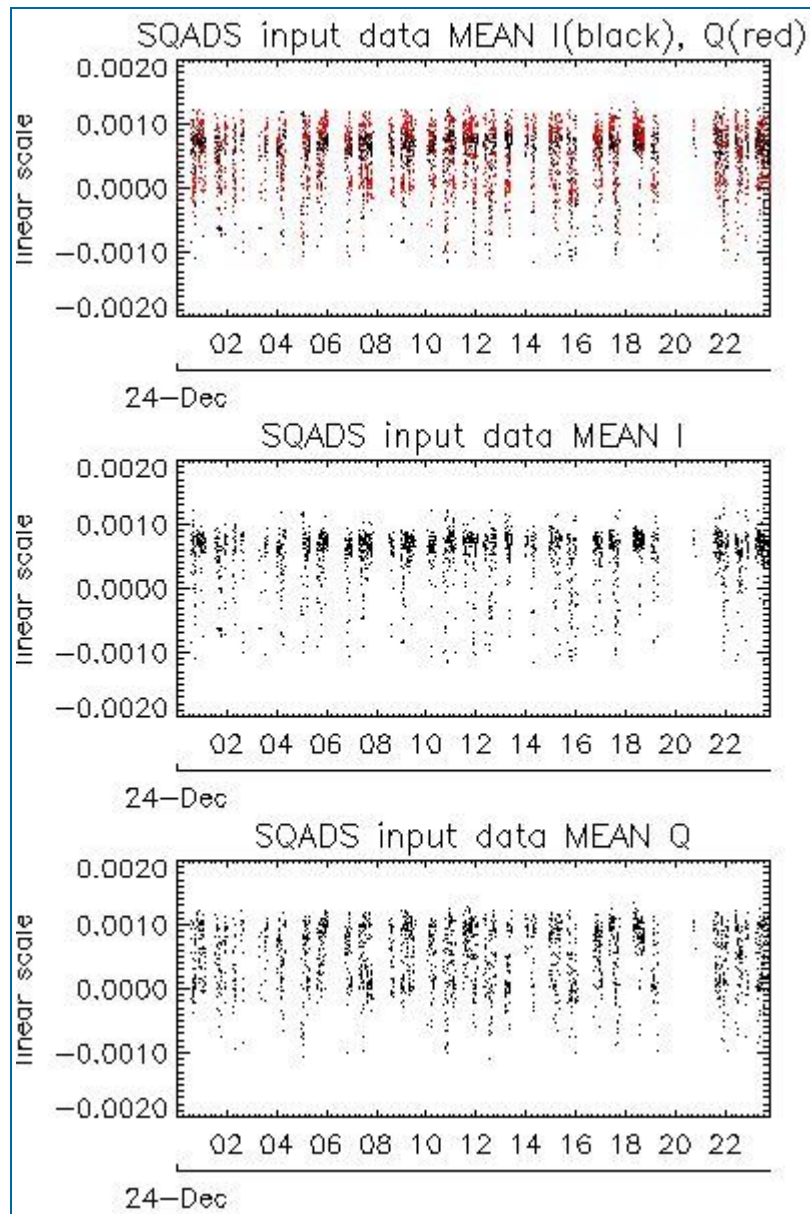 SQADS input data MEAN I(black), Q(red)
0.0020
0.0010
0.0000
−0.0010
−0.0020
linear scale
02 04 06 08 10 12 14 16 18 20 22
24−Dec
SQADS input data MEAN I
0.0020
0.0010
0.0000
−0.0010
−0.0020
linear scale
02 04 06 08 10 12 14 16 18 20 22
24−Dec
SQADS input data MEAN Q
0.0020
0.0010
0.0000
−0.0010
−0.0020
linear scale
02 04 06 08 10 12 14 16 18 20 22
24−Dec